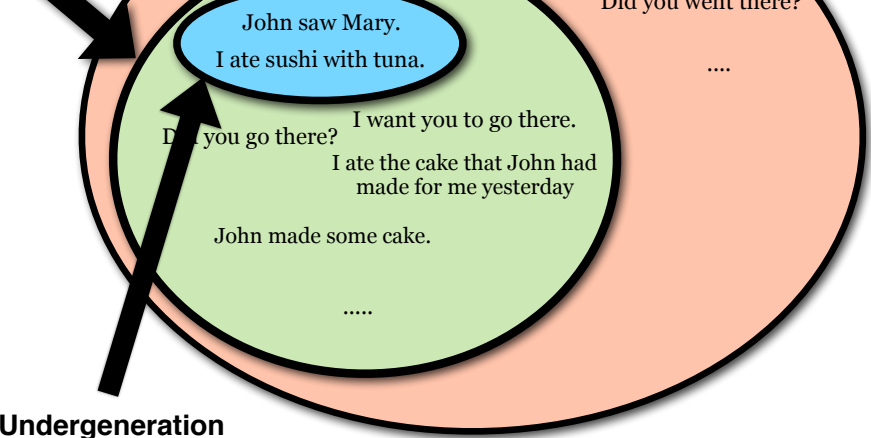 Did you went there?
John saw Mary.
I ate sushi with tuna.
....
I want you to go there.
you go there?
I ate the cake that John had
made for me yesterday
John made some cake.
.....
Undergeneration